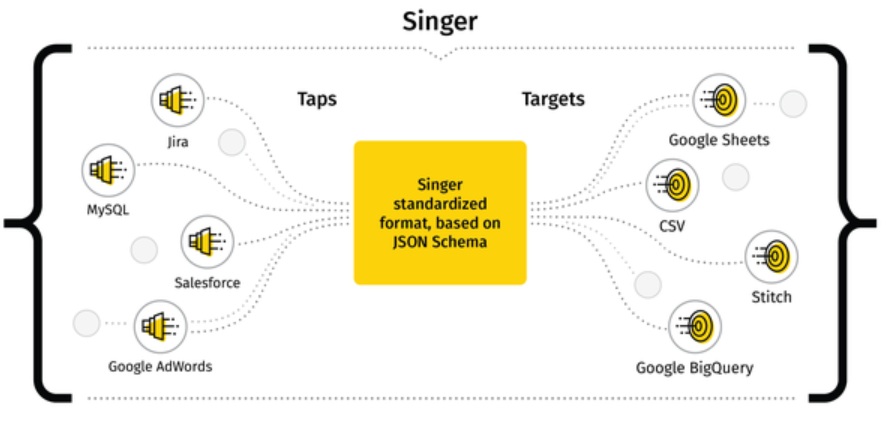 Singer
Taps
Targets
Jira
MySQL
Salesforce
Google AdWords
Singer
standardized
format, based on
JSON Schema
Google Sheets
CSV
Stitch
Google BigQuery